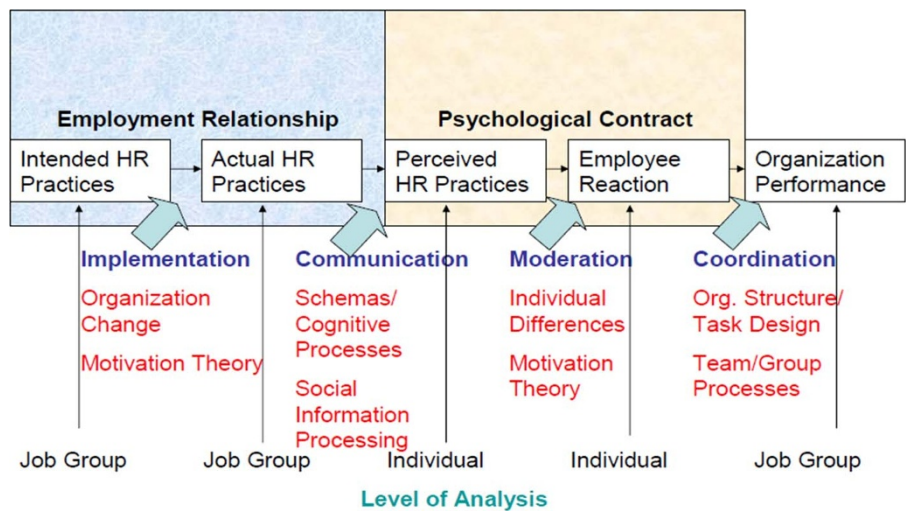 Employment Relationship
Psychological Contract
Intended HR
Practices
Actual HR
Practices
Perceived
HR Practices
Employee
Reaction
Organization
Performance
Implementation
Organization
Change
Motivation Theory
Communication
Schemas/
Cognitive
Processes
Social
Information
Processing
Moderation
Individual
Differences
Motivation
Theory
Coordination
Org. Structure/
Task Design
Team/Group
Processes
Job Group
Job Group
Individual
Individual
Job Group
Level of Analysis